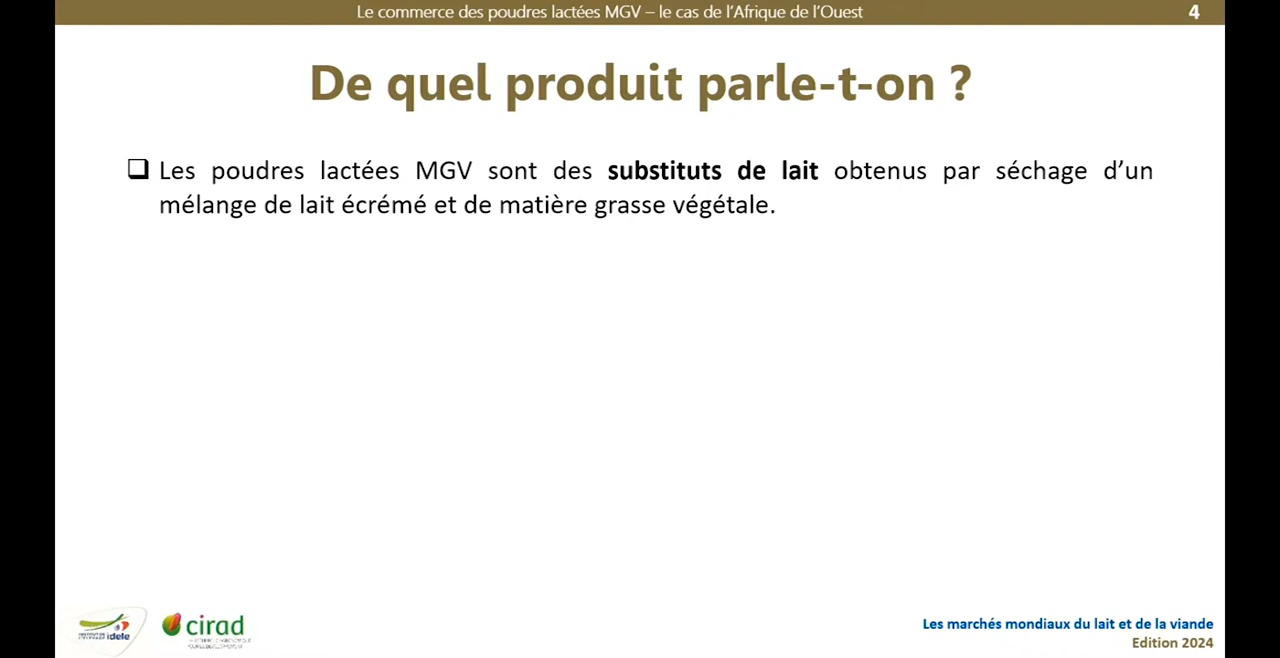 Le commerce des poudres lactées MGV – le cas de l'Afrique de l'Ouest
4
De quel produit parle-t-on ?
Les poudres lactées MGV sont des substituts de lait obtenus par séchage d'un
mélange de lait écrémé et de matière grasse végétale.
idele
cirad
Les marchés mondiaux du lait et de la viande
Edition 2024